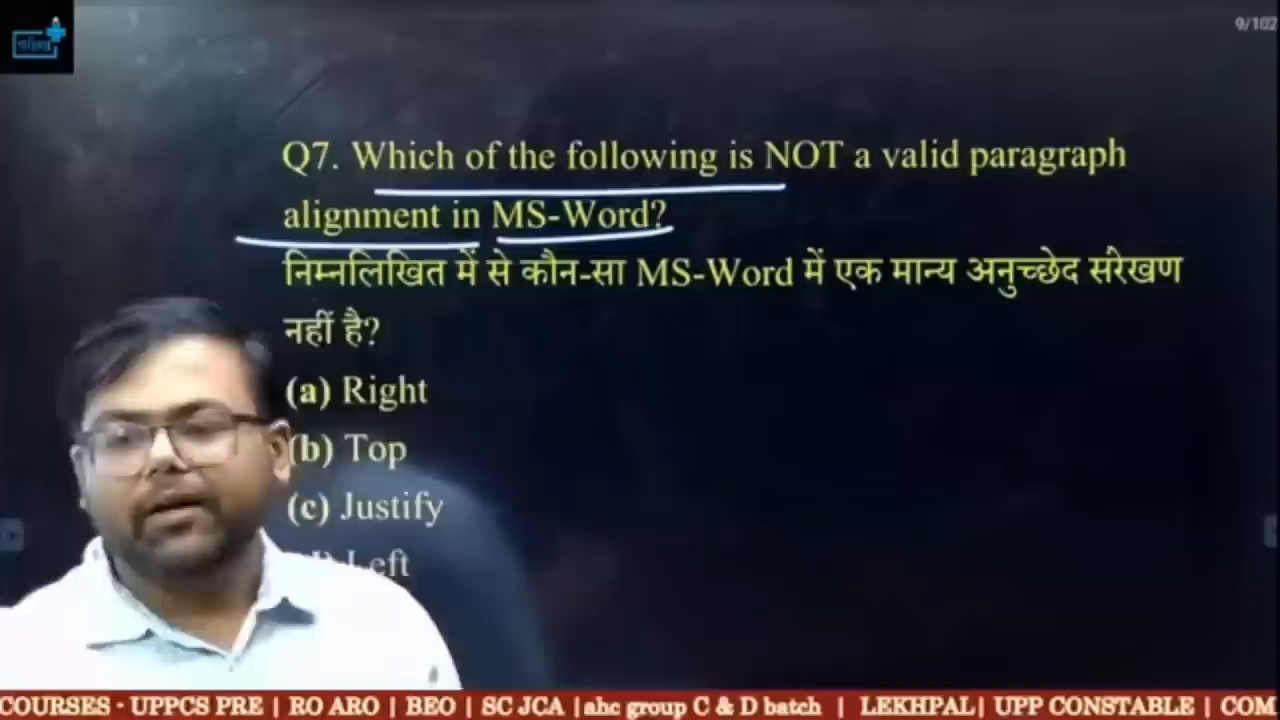 9/102
Q7. Which of the following is NOT a valid paragraph
alignment in MS-Word?
निम्नलिखित में से कौन-सा MS-Word में एक मान्य अनुच्छेद संरेखण
नहीं है?
(a) Right
(b) Top
(c) Justify
Left
COURSES - UPPCS PRE | RO ARO | BEO | SC JCA |ahc group C & D batch | LEKHPAL| UPP CONSTABLE | COM